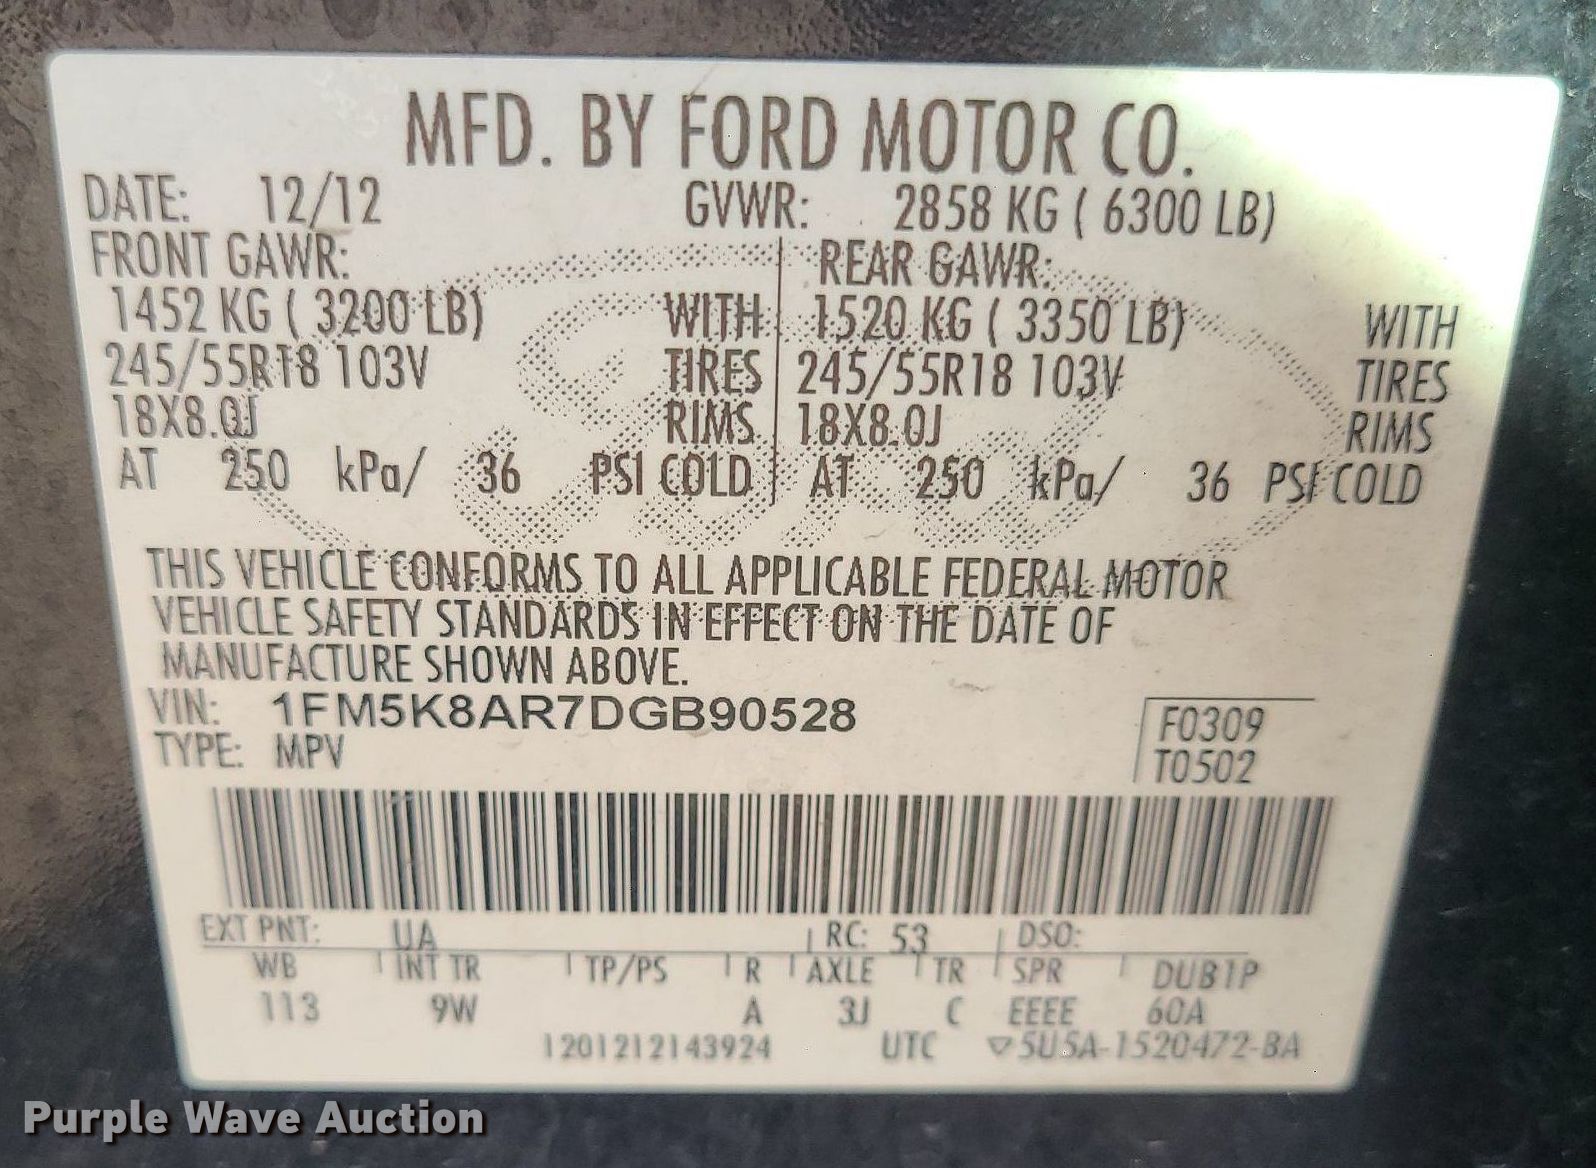 MFD. BY FORD MOTOR CO.
DATE: 12/12 GVWR: 2858 KG ( 6300 LB)
FRONT GAWR: REAR GAWR:
1452 KG ( 3200 LB) WITH 1520 KG ( 3350 LB) WITH
245/55R18 103V TIRES 245/55R18 103V TIRES
18X8.0J RIMS 18X8.0J RIMS
AT 250 kPa/ 36 PSI COLD AT 250 kPa/ 36 PSI COLD
THIS VEHICLE CONFORMS TO ALL APPLICABLE FEDERAL MOTOR
VEHICLE SAFETY STANDARDS IN EFFECT ON THE DATE OF
MANUFACTURE SHOWN ABOVE.
VIN: 1FM5K8AR7DGB90528 F0309
TYPE: MPV T0502
EXT PNT: UA RC: 53 DSO:
WB INT TR TP/PS R AXLE TR SPR DUB1P
113 9W A 3J C EEEE 60A
1201212143924 UTC ▽5U5A-1520472-BA
Purple Wave Auction